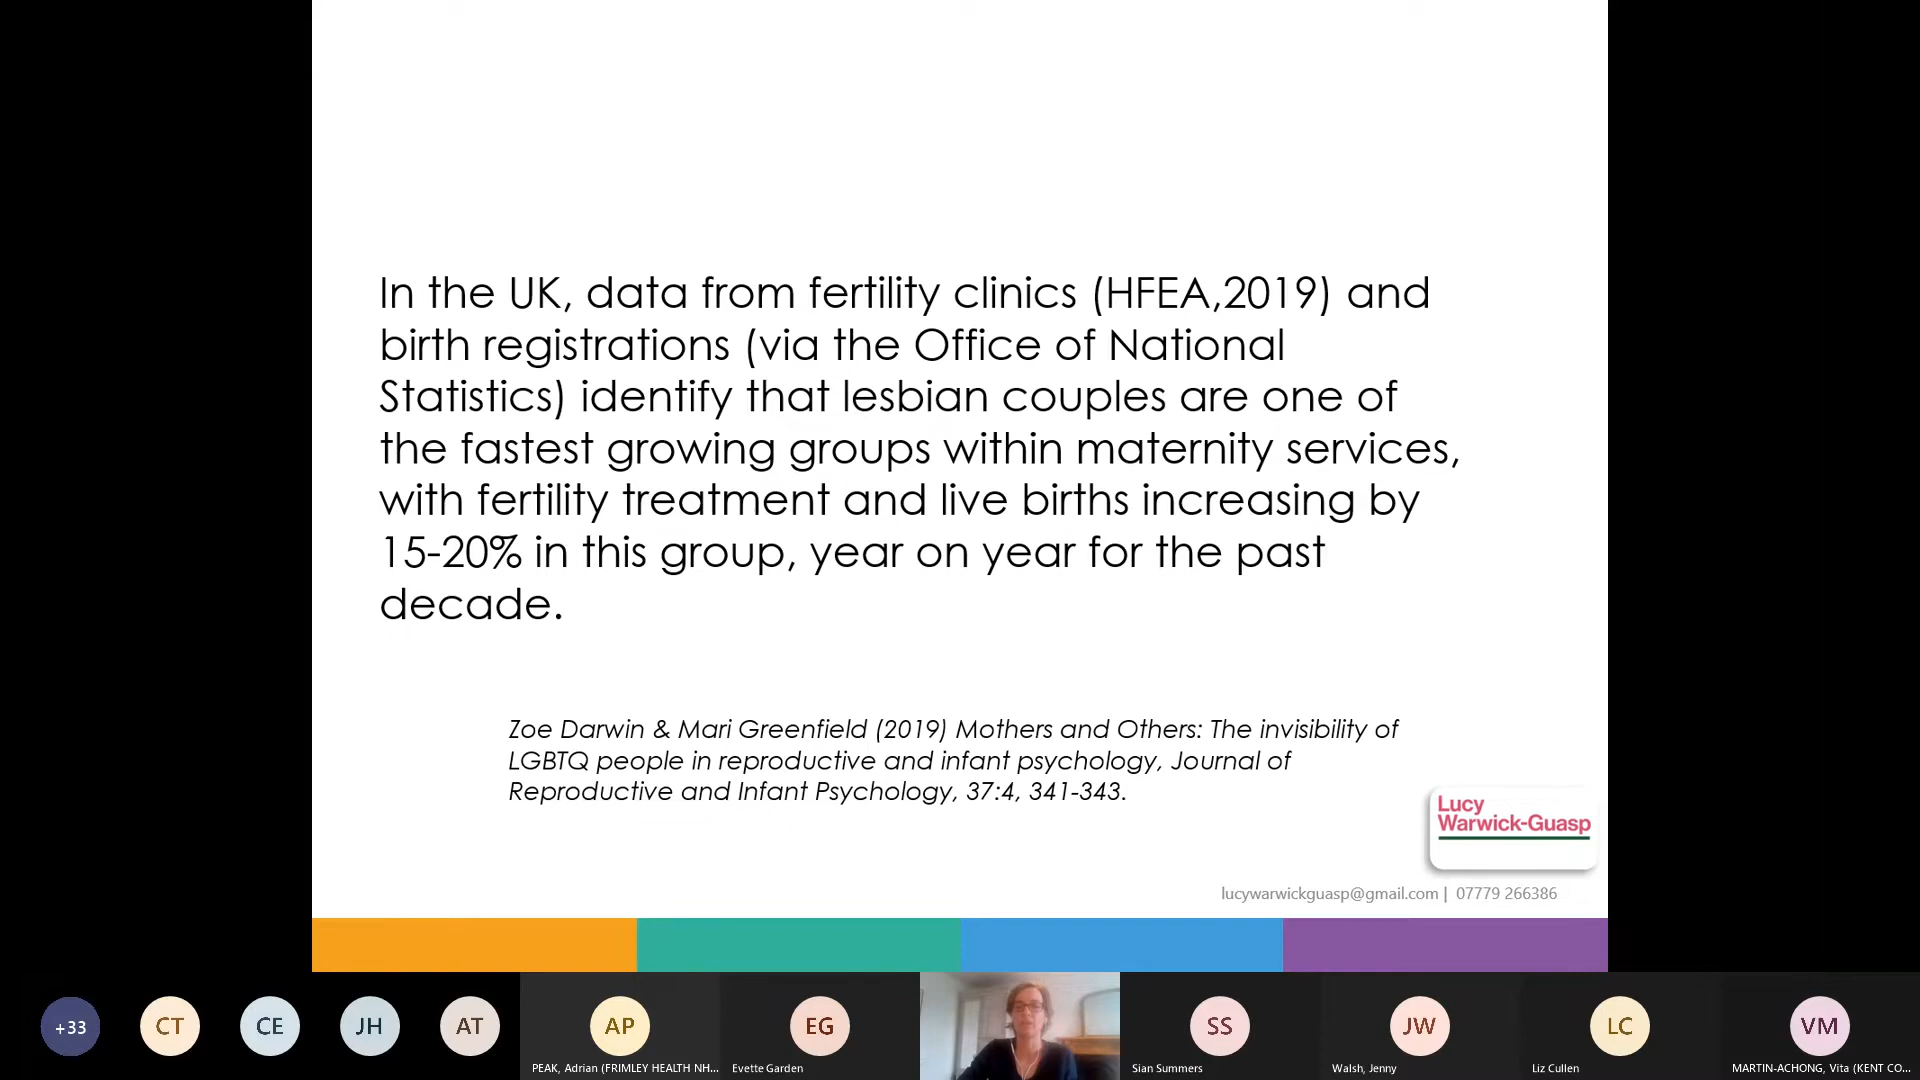 In the UK, data from fertility clinics (HFEA,2019) and
birth registrations (via the Office of National
Statistics) identify that lesbian couples are one of
the fastest growing groups within maternity services,
with fertility treatment and live births increasing by
15-20% in this group, year on year for the past
decade.
Zoe Darwin & Mari Greenfield (2019) Mothers and Others: The invisibility of
LGBTQ people in reproductive and infant psychology, Journal of
Reproductive and Infant Psychology, 37:4, 341-343.
Lucy
Warwick-Guasp
lucywarwickguasp@gmail.com | 07779 266386
+33 CT CE JH AT AP EG SS JW LC VM
PEAK, Adrian (FRIMLEY HEALTH NH... Evette Garden Sian Summers Walsh, Jenny Liz Cullen MARTIN-ACHONG, Vita (KENT CO...